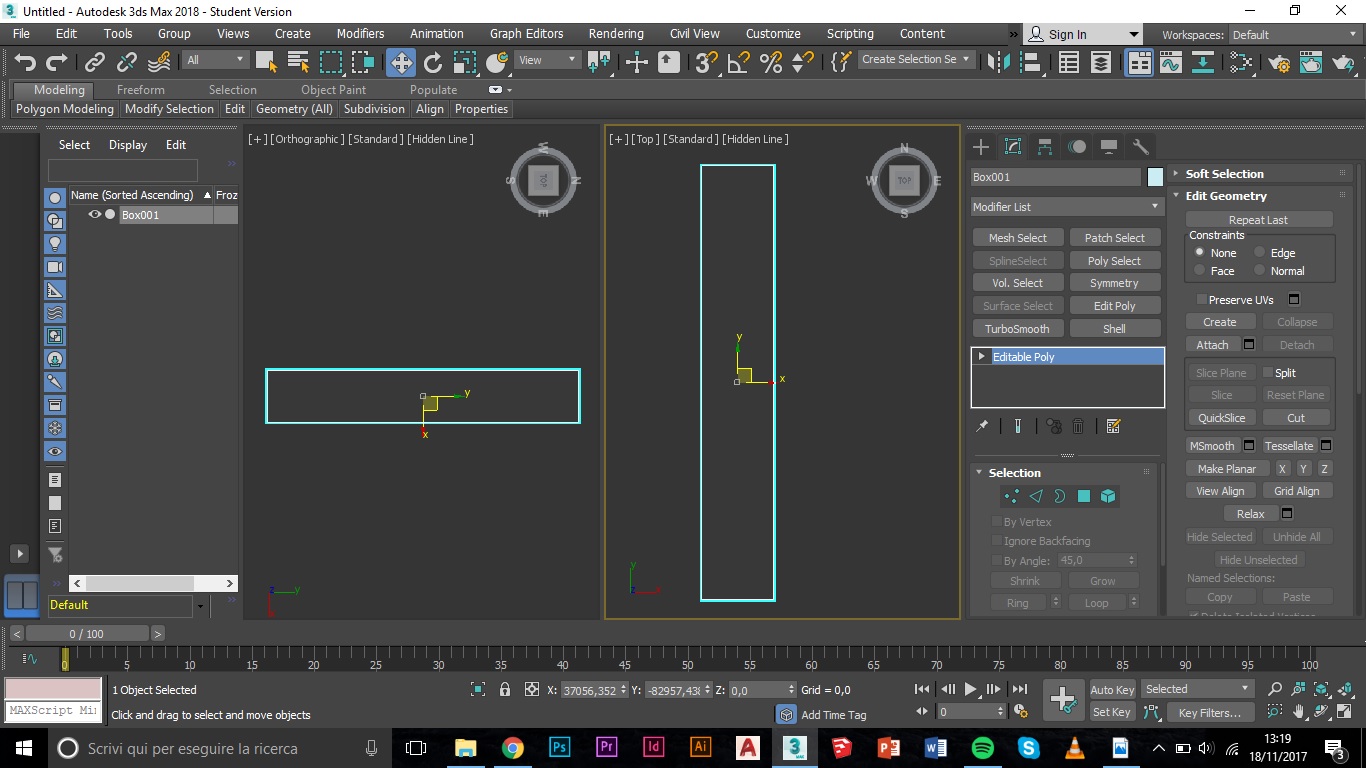 Untitled - Autodesk 3ds Max 2018 - Student Version
File Edit Tools Group Views Create Modifiers Animation Graph Editors Rendering Civil View Customize Scripting Content » Sign In Workspaces: Default
All View 3 Create Selection Se
Modeling Freeform Selection Object Paint Populate
Polygon Modeling Modify Selection Edit Geometry (All) Subdivision Align Properties
Select Display Edit
Name (Sorted Ascending) Froz
Box001
Default
[+] [Orthographic] [Standard] [Hidden Line]
W
S TOP N
E
y
x
y
[+] [Top] [Standard] [Hidden Line]
N
W TOP E
S
y
x
y
Box001
Modifier List
Mesh Select Patch Select
SplineSelect Poly Select
Vol. Select Symmetry
Surface Select Edit Poly
TurboSmooth Shell
Editable Poly
Selection
By Vertex
Ignore Backfacing
By Angle: 45,0
Shrink Grow
Ring Loop
Soft Selection
Edit Geometry
Repeat Last
Constraints
None Edge
Face Normal
Preserve UVs
Create Collapse
Attach Detach
Slice Plane Split
Slice Reset Plane
QuickSlice Cut
MSmooth Tessellate
Make Planar X Y Z
View Align Grid Align
Relax
Hide Selected Unhide All
Hide Unselected
Named Selections:
Copy Paste
< 0 / 100 >
0 5 10 15 20 25 30 35 40 45 50 55 60 65 70 75 80 85 90 95 100
1 Object Selected X: 37056,352 Y: -82957,43 Z: 0,0 Grid = 0,0 Auto Key Selected
MAXScript Mi Click and drag to select and move objects Add Time Tag 0 Set Key Key Filters...
Scrivi qui per eseguire la ricerca
Ps Pr Id Ai A 3 MAX P W S
13:19
18/11/2017
3